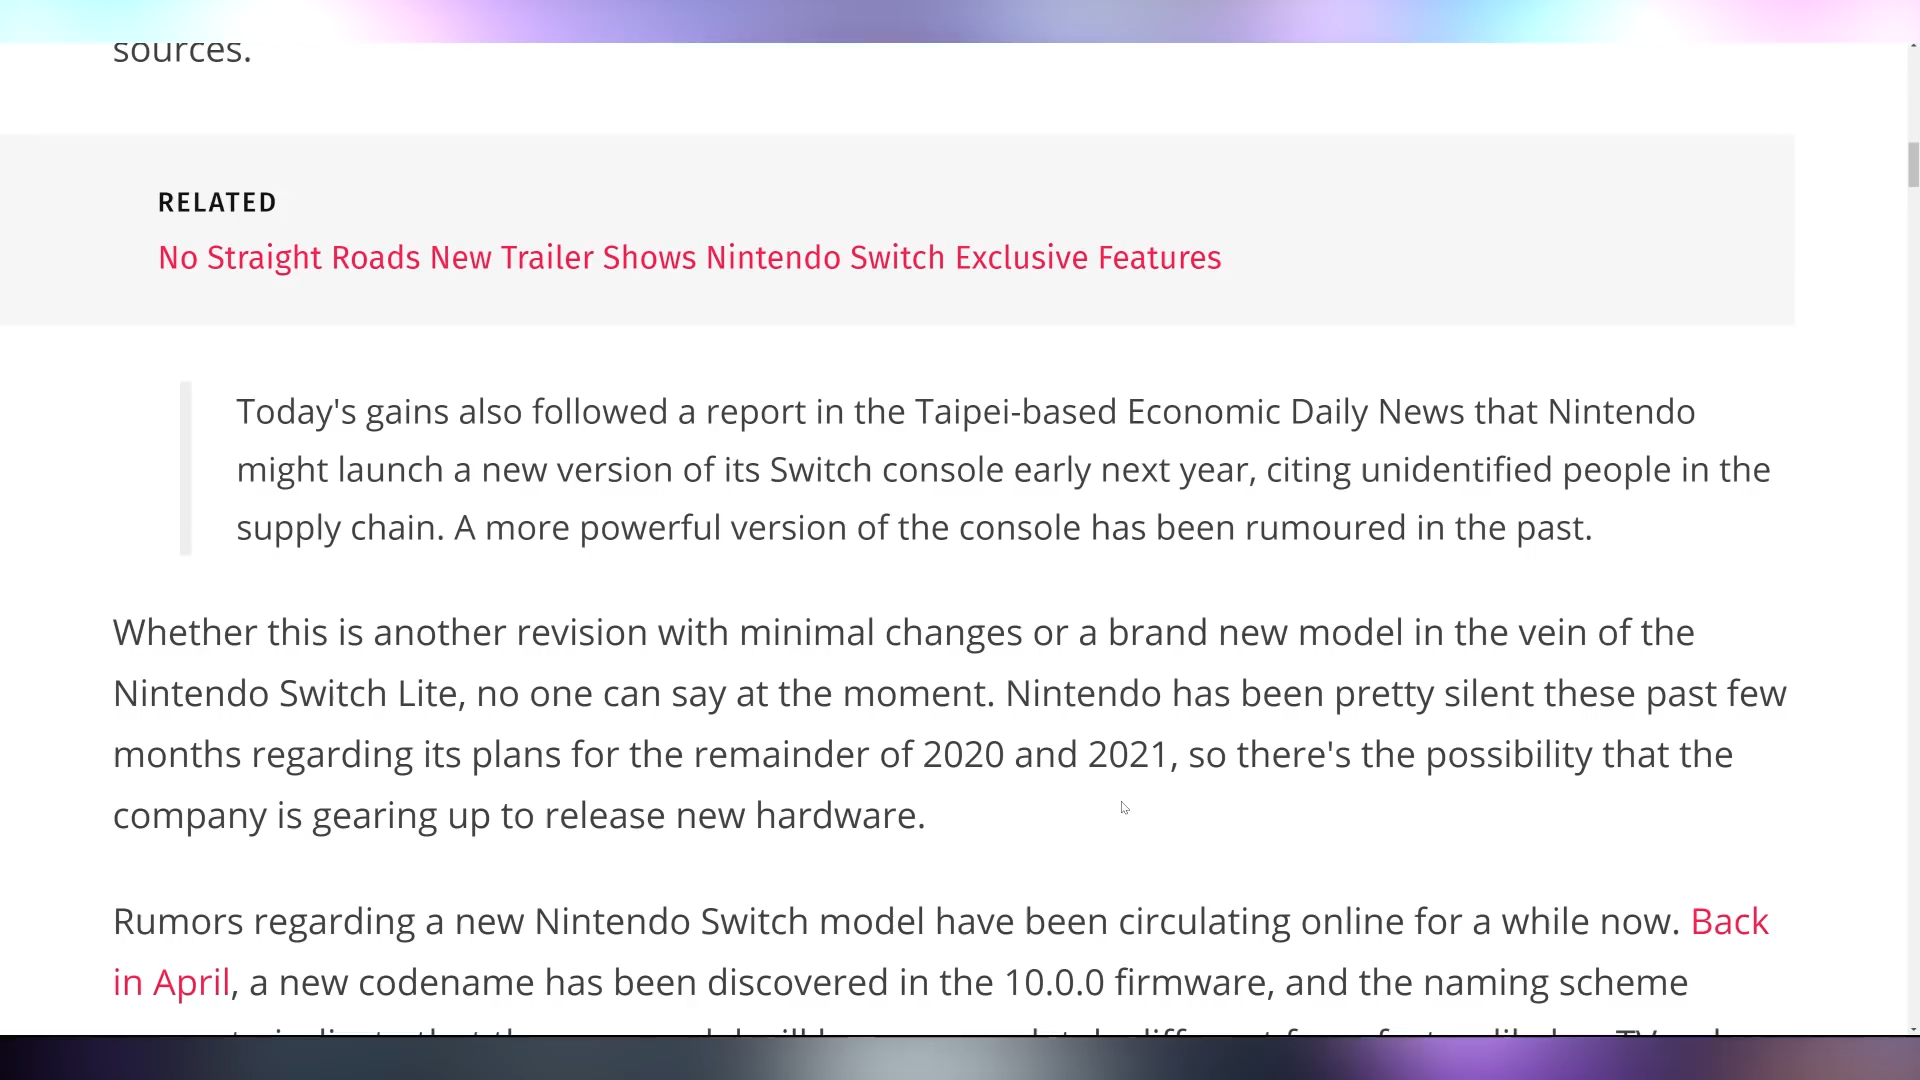 sources.
RELATED
No Straight Roads New Trailer Shows Nintendo Switch Exclusive Features
Today's gains also followed a report in the Taipei-based Economic Daily News that Nintendo
might launch a new version of its Switch console early next year, citing unidentified people in the
supply chain. A more powerful version of the console has been rumoured in the past.
Whether this is another revision with minimal changes or a brand new model in the vein of the
Nintendo Switch Lite, no one can say at the moment. Nintendo has been pretty silent these past few
months regarding its plans for the remainder of 2020 and 2021, so there's the possibility that the
company is gearing up to release new hardware.
Rumors regarding a new Nintendo Switch model have been circulating online for a while now. Back
in April, a new codename has been discovered in the 10.0.0 firmware, and the naming scheme